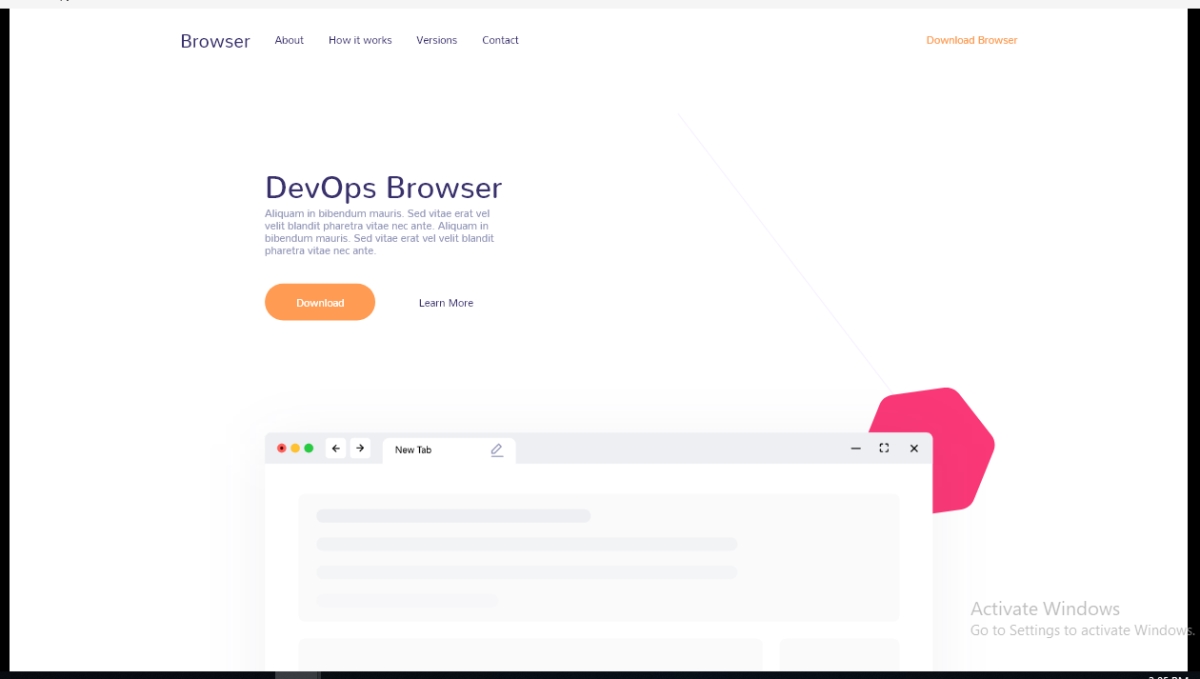 Browser About How it works Versions Contact Download Browser
DevOps Browser
Aliquam in bibendum mauris. Sed vitae erat vel
velit blandit pharetra vitae nec ante. Aliquam in
bibendum mauris. Sed vitae erat vel velit blandit
pharetra vitae nec ante.
Download Learn More
New Tab
Activate Windows
Go to Settings to activate Windows.